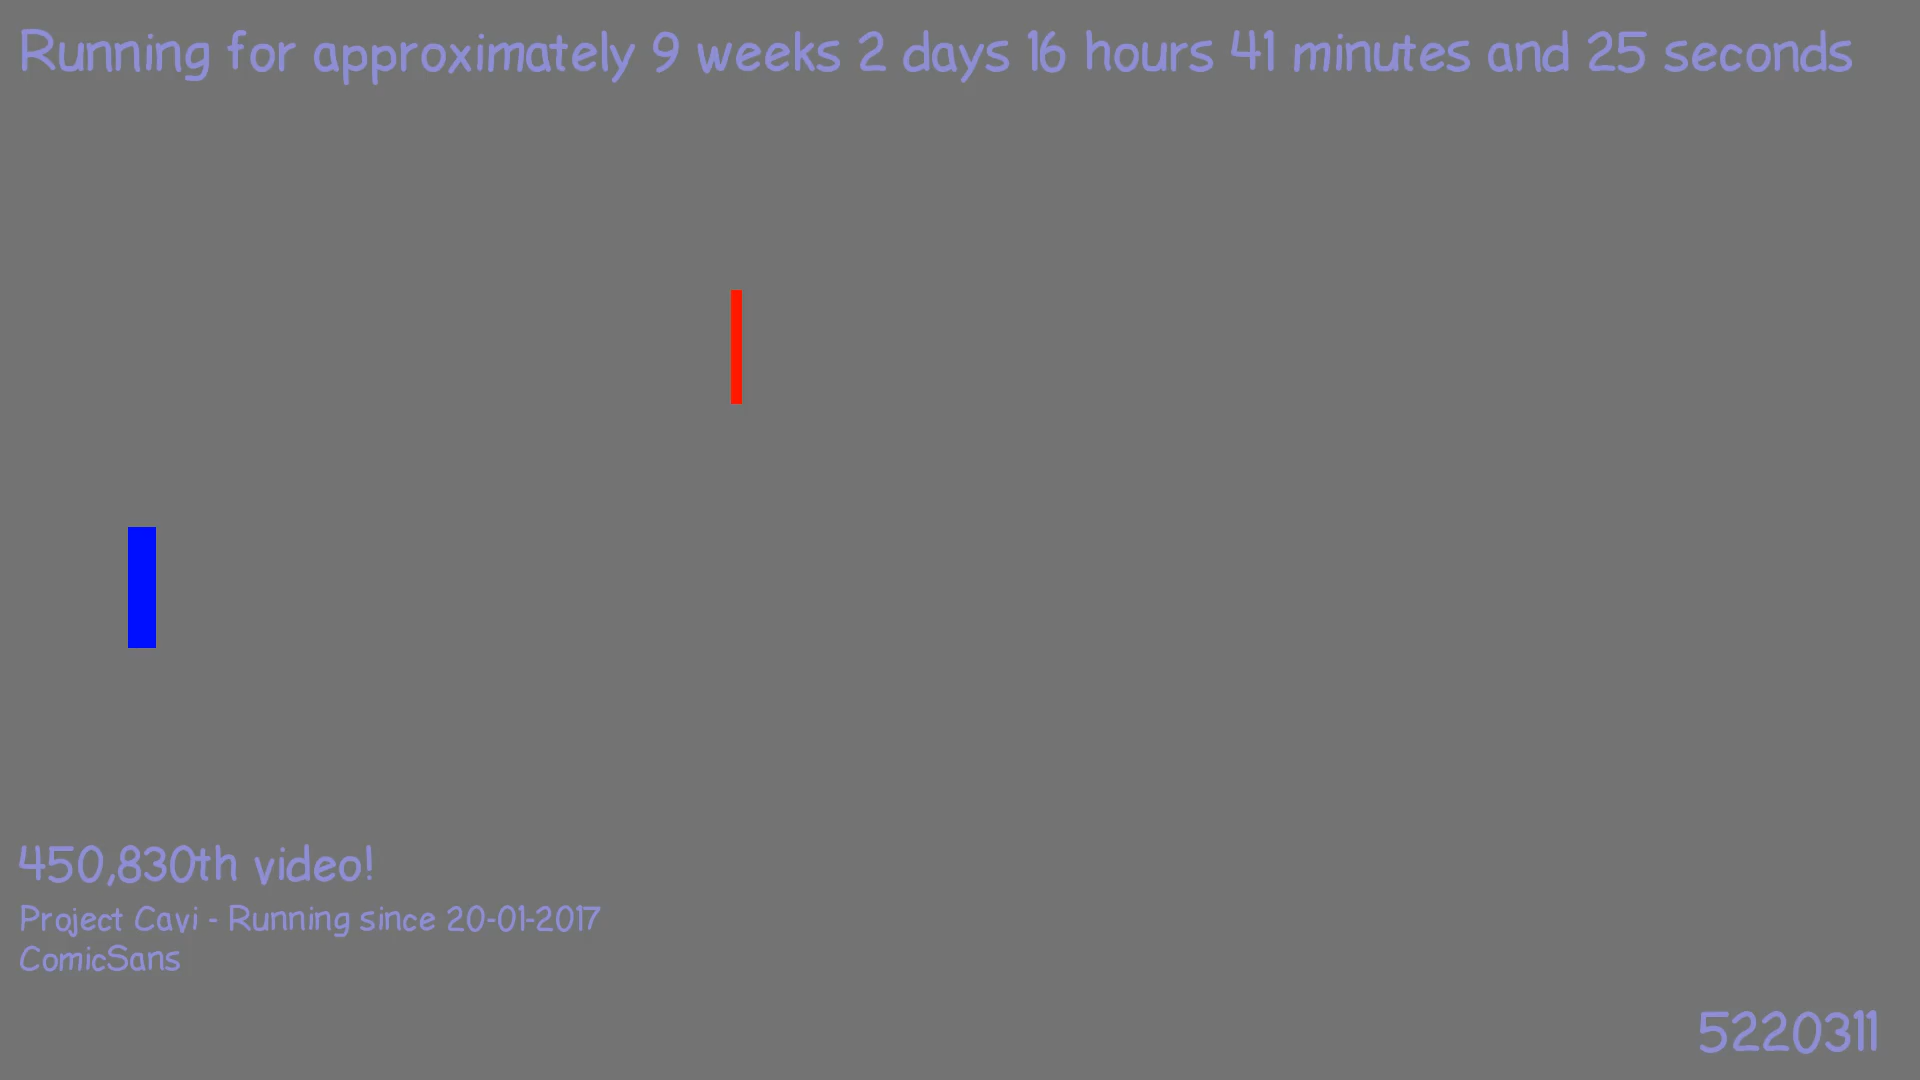 Running for approximately 9 weeks 2 days 16 hours 41 minutes and 25 seconds
450,830th video!
Project Cavi - Running since 20-01-2017
ComicSans
5220311